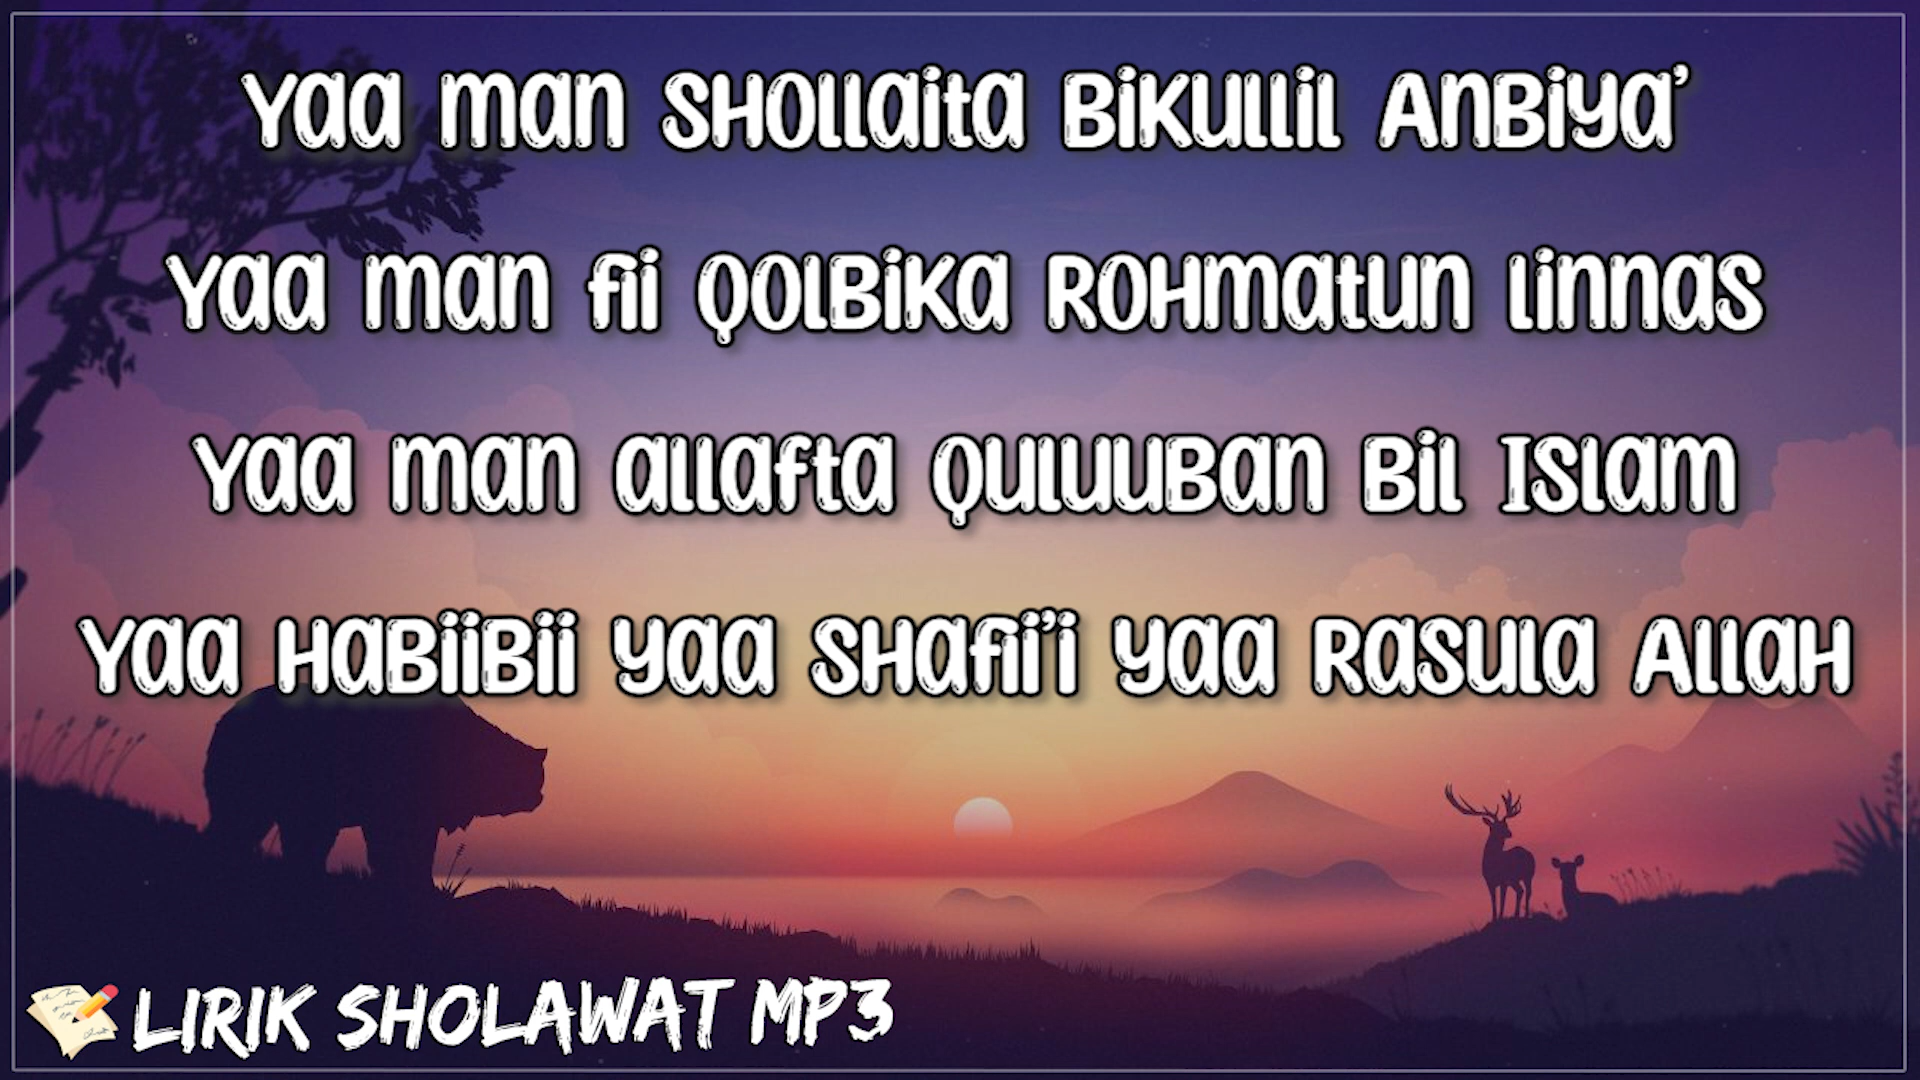 Yaa man shollaita bikullil Anbiya'
Yaa man fii qolbika rohmatun linnas
Yaa man allafta quluuban bil Islam
Yaa habiibii yaa shafii'i yaa Rasula Allah
LIRIK SHOLAWAT MP3